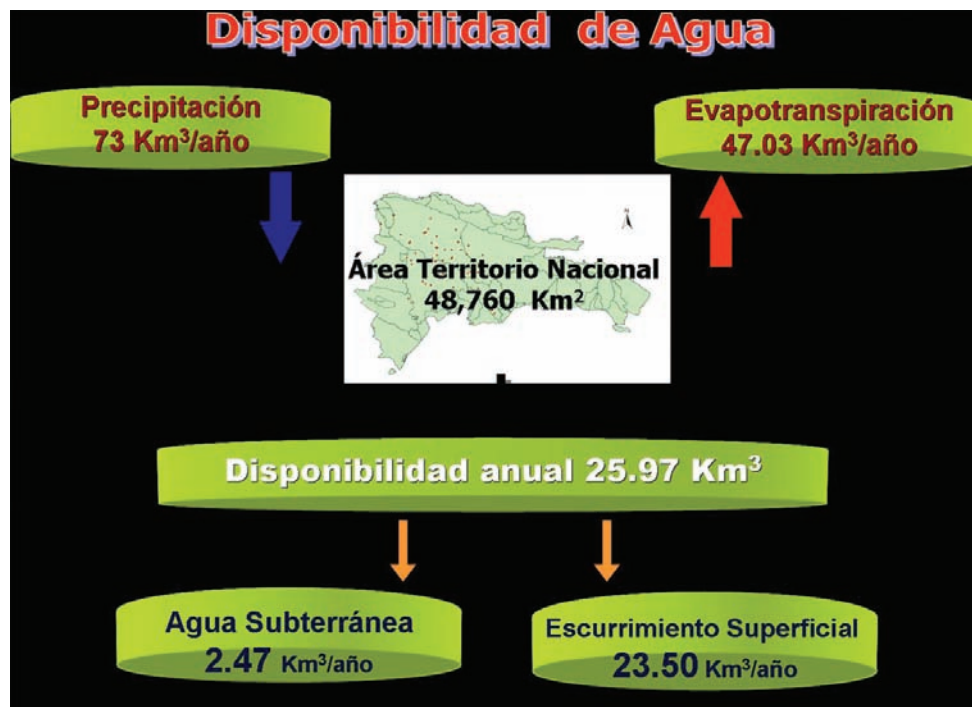 Disponibilidad de Agua
Precipitación
73 Km³/año
Evapotranspiración
47.03 Km³/año
Área Territorio Nacional
48,760 Km²
Disponibilidad anual 25.97 Km³
Agua Subterránea
2.47 Km³/año
Escurrimiento Superficial
23.50 Km³/año